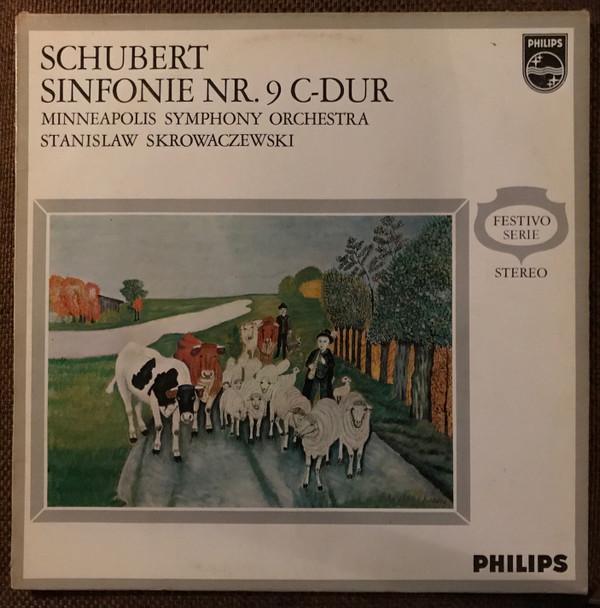 SCHUBERT
SINFONIE NR. 9 C-DUR
MINNEAPOLIS SYMPHONY ORCHESTRA
STANISLAW SKROWACZEWSKI
PHILIPS
FESTIVO
SERIE
STEREO
PHILIPS